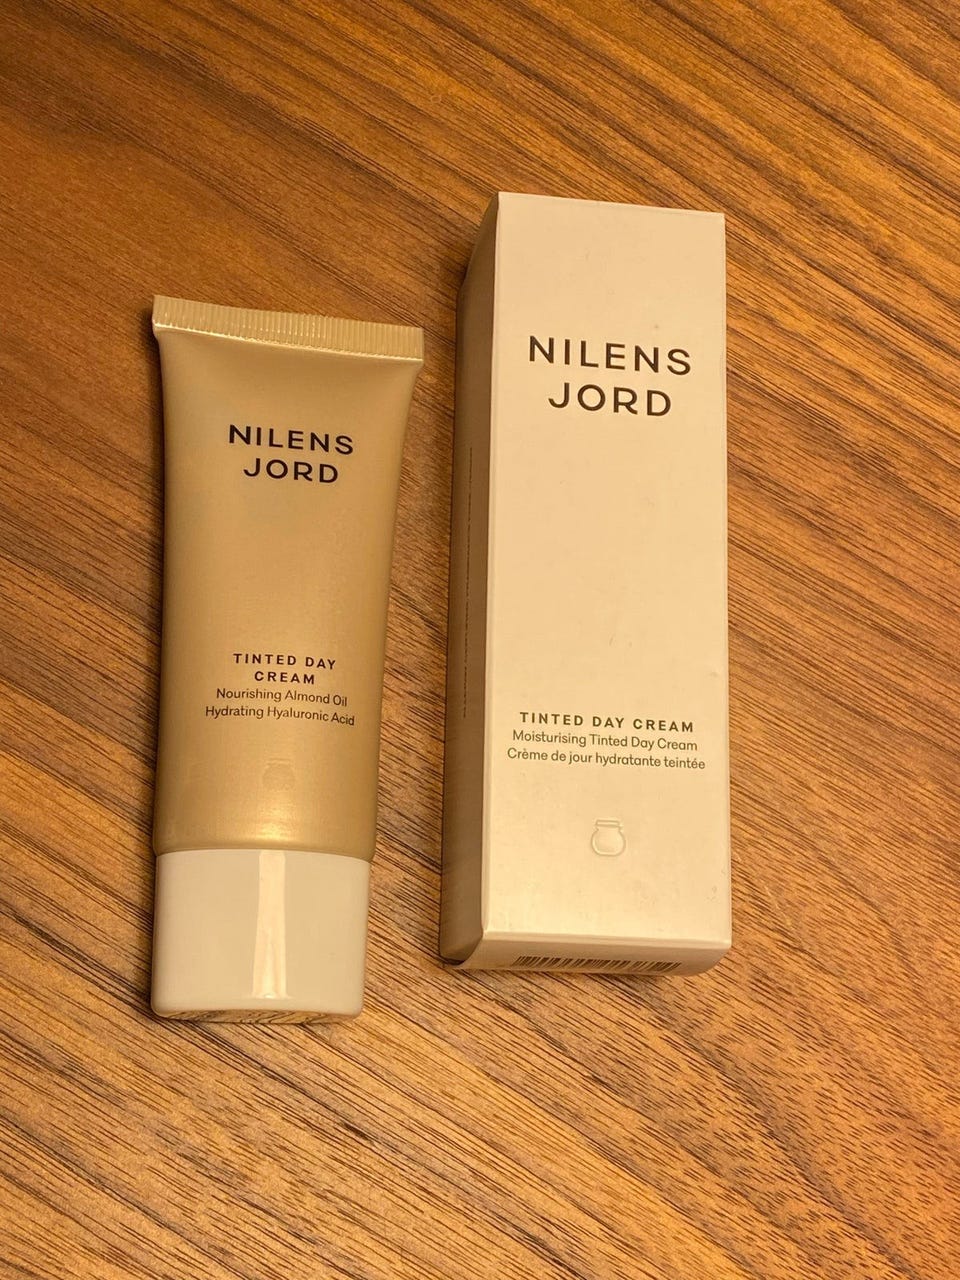 NILENS
JORD
TINTED DAY
CREAM
Nourishing Almond Oil
Hydrating Hyaluronic Acid
NILENS
JORD
TINTED DAY CREAM
Moisturising Tinted Day Cream
Crème de jour hydratante teintée